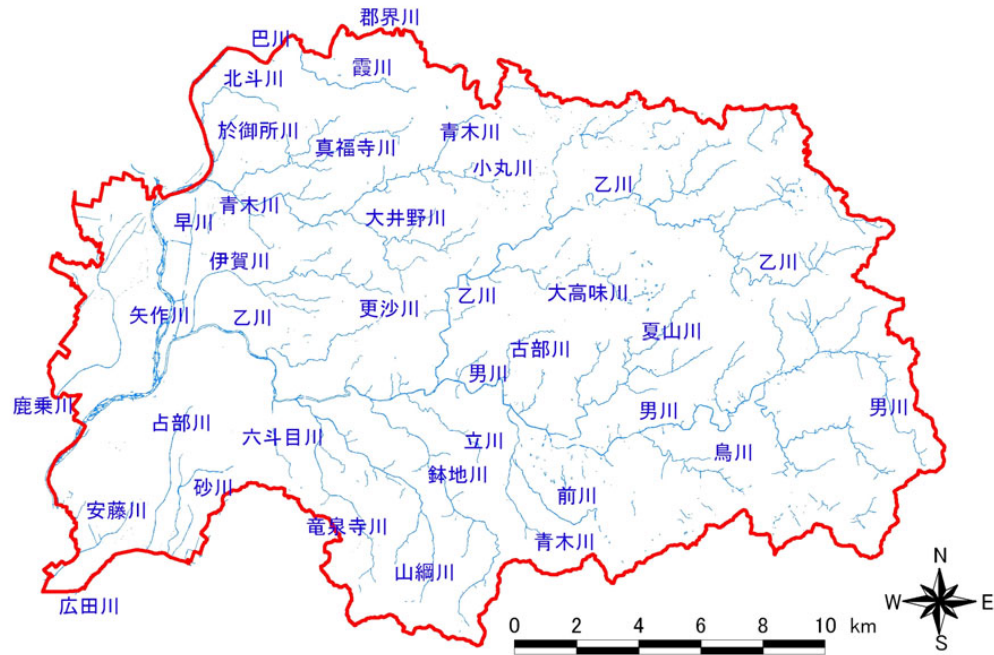 郡界川
巴川
霞川
北斗川
於御所川
青木川
真福寺川
小丸川
乙川
青木川
早川
大井野川
伊賀川
乙川
乙川
大高味川
矢作川
乙川
更沙川
夏山川
古部川
男川
鹿乗川
男川
男川
占部川
六斗目川
立川
鳥川
鉢地川
砂川
前川
安藤川
竜泉寺川
青木川
山綱川
広田川
N
W
E
S
0 2 4 6 8 10 km